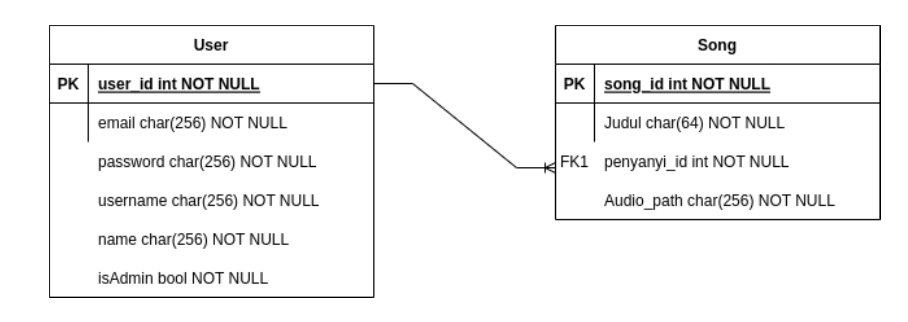 User
PK user_id int NOT NULL
email char(256) NOT NULL
password char(256) NOT NULL
username char(256) NOT NULL
name char(256) NOT NULL
isAdmin bool NOT NULL
Song
PK song_id int NOT NULL
Judul char(64) NOT NULL
FK1 penyanyi_id int NOT NULL
Audio_path char(256) NOT NULL